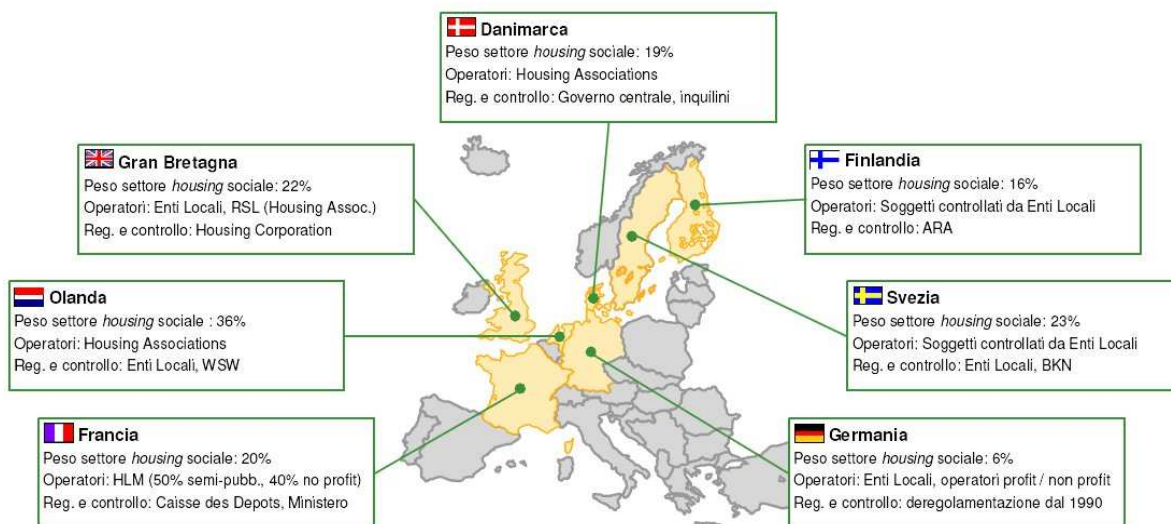 Danimarca
Peso settore housing sociale: 19%
Operatori: Housing Associations
Reg. e controllo: Governo centrale, inquilini
Gran Bretagna
Peso settore housing sociale: 22%
Operatori: Enti Locali, RSL (Housing Assoc.)
Reg. e controllo: Housing Corporation
Finlandia
Peso settore housing sociale: 16%
Operatori: Soggetti controllati da Enti Locali
Reg. e controllo: ARA
Olanda
Peso settore housing sociale : 36%
Operatori: Housing Associations
Reg. e controllo: Enti Locali, WSW
Svezia
Peso settore housing sociale: 23%
Operatori: Soggetti controllati da Enti Locali
Reg. e controllo: Enti Locali, BKN
Francia
Peso settore housing sociale: 20%
Operatori: HLM (50% semi-pubb., 40% no profit)
Reg. e controllo: Caisse des Depots, Ministero
Germania
Peso settore housing sociale: 6%
Operatori: Enti Locali, operatori profit / non profit
Reg. e controllo: deregolamentazione dal 1990